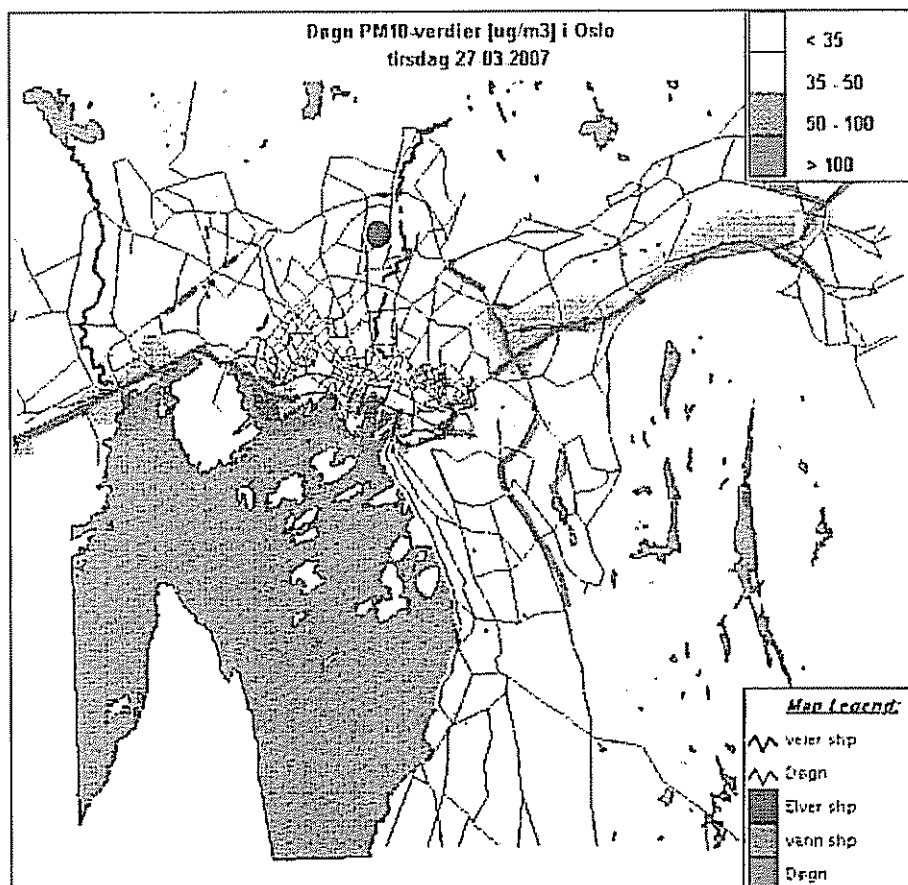 Døgn PM10-verdier [ug/m3] i Oslo
tirsdag 27.03.2007
< 35
35 - 50
50 - 100
> 100
Map Legend:
veier shp
Døgn
Elver shp
vann shp
Døgn